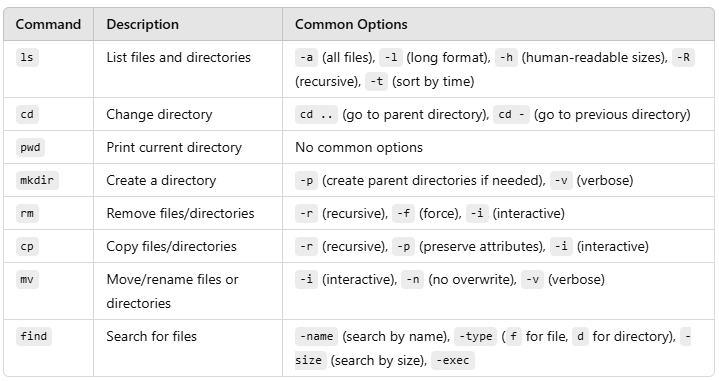 Command Description Common Options
ls List files and directories -a (all files), -l (long format), -h (human-readable sizes), -R
(recursive), -t (sort by time)
cd Change directory cd .. (go to parent directory), cd - (go to previous directory)
pwd Print current directory No common options
mkdir Create a directory -p (create parent directories if needed), -v (verbose)
rm Remove files/directories -r (recursive), -f (force), -i (interactive)
cp Copy files/directories -r (recursive), -p (preserve attributes), -i (interactive)
mv Move/rename files or -i (interactive), -n (no overwrite), -v (verbose)
directories
find Search for files -name (search by name), -type ( f for file, d for directory), -
size (search by size), -exec